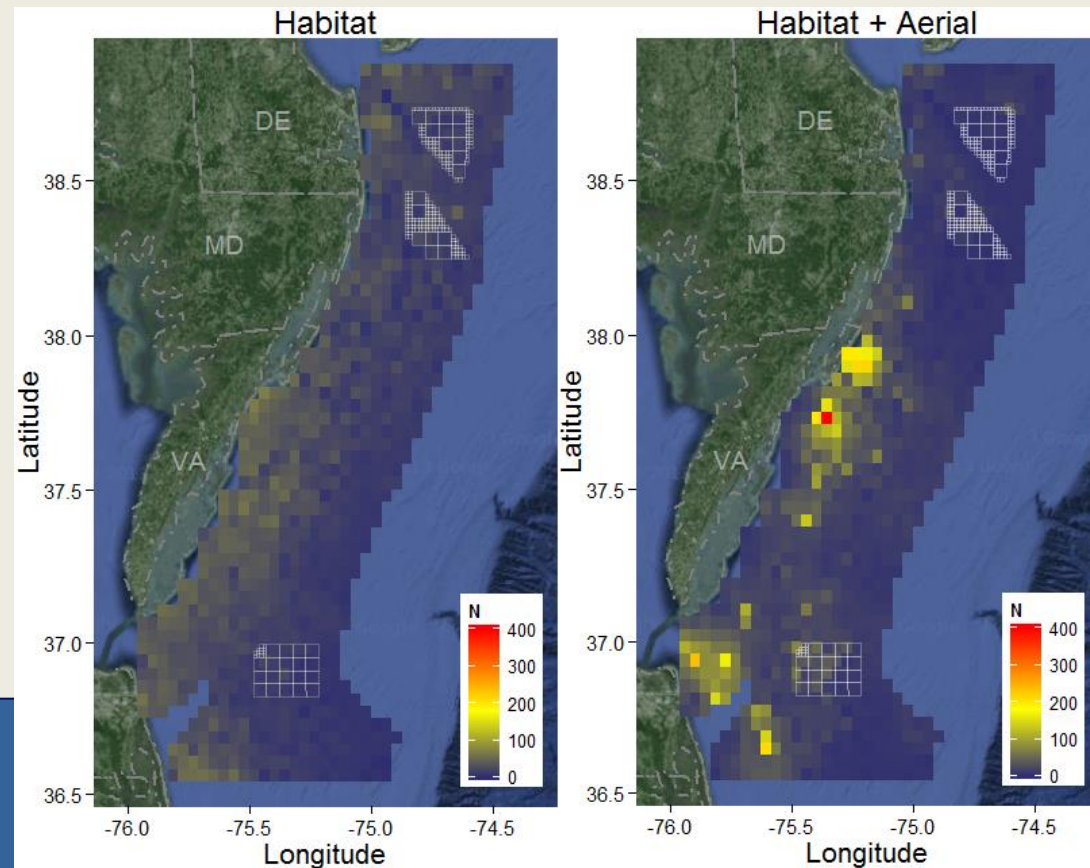 Habitat
DE
MD
VA
38.5
38.0
37.5
37.0
36.5
Latitude
-76.0 -75.5 -75.0 -74.5
Longitude
N
400
300
200
100
0
Habitat + Aerial
DE
MD
VA
38.5
38.0
37.5
37.0
36.5
Latitude
-76.0 -75.5 -75.0 -74.5
Longitude
N
400
300
200
100
0